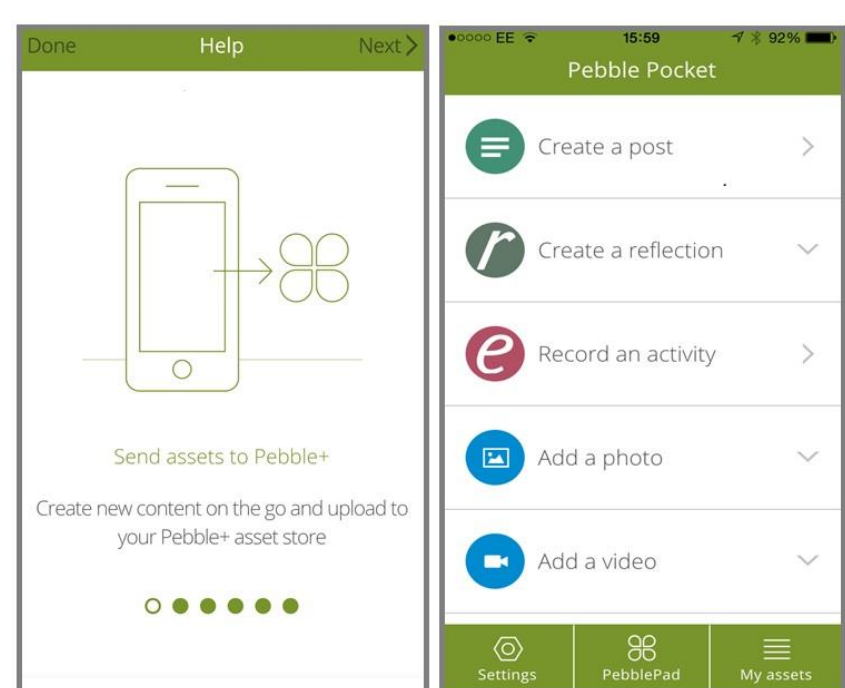 Done Help Next
Send assets to Pebble+
Create new content on the go and upload to
your Pebble+ asset store
EE 15:59 92%
Pebble Pocket
Create a post
r Create a reflection
e Record an activity
Add a photo
Add a video
Settings PebblePad My assets